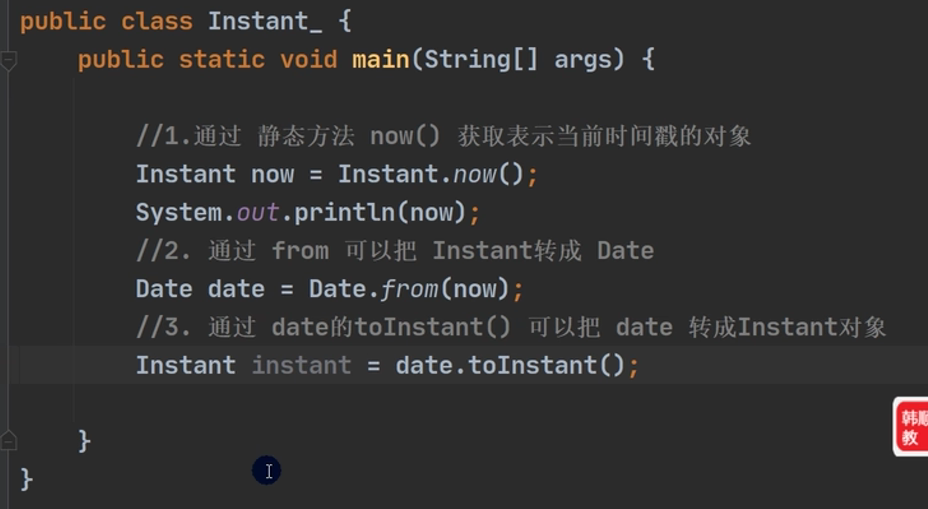 public class Instant_ {
public static void main(String[] args) {
//1.通过 静态方法 now() 获取表示当前时间戳的对象
Instant now = Instant.now();
System.out.println(now);
//2. 通过 from 可以把 Instant转成 Date
Date date = Date.from(now);
//3. 通过 date的toInstant() 可以把 date 转成Instant对象
Instant instant = date.toInstant();
}
}
韩顺
教